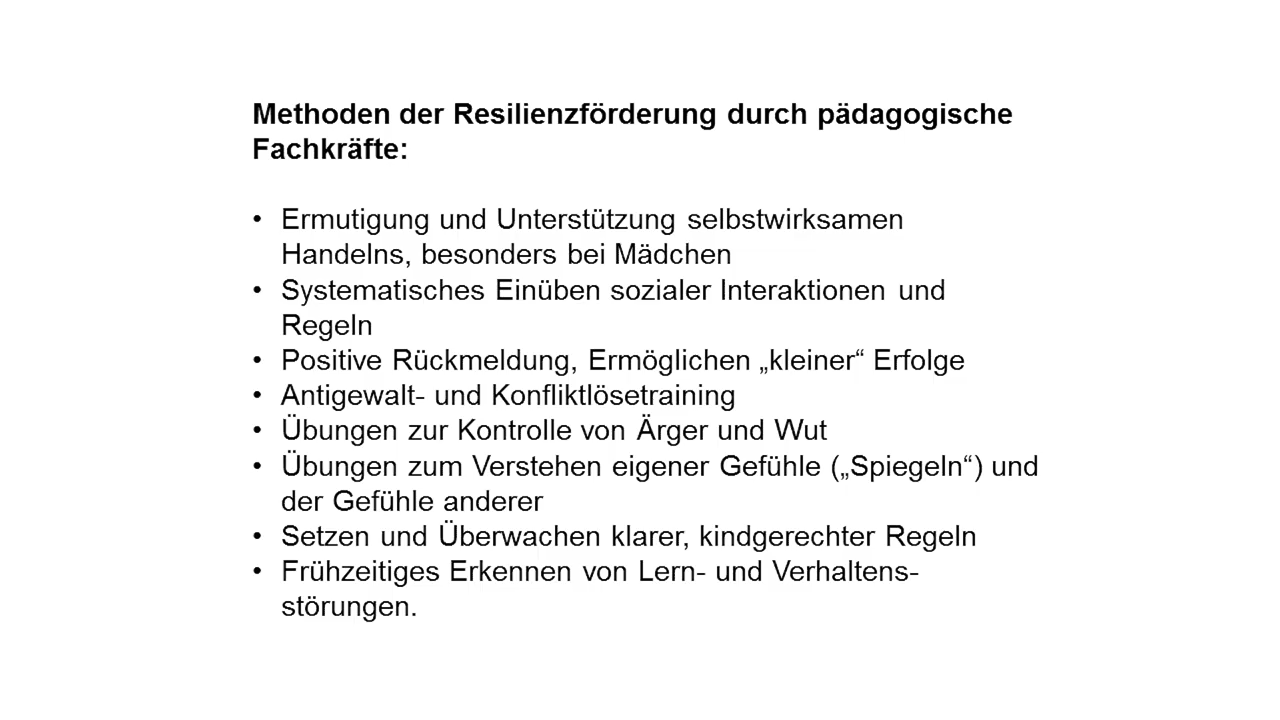 Methoden der Resilienzförderung durch pädagogische
Fachkräfte:
• Ermutigung und Unterstützung selbstwirksamen
Handelns, besonders bei Mädchen
• Systematisches Einüben sozialer Interaktionen und
Regeln
• Positive Rückmeldung, Ermöglichen „kleiner“ Erfolge
• Antigewalt- und Konfliktlösetraining
• Übungen zur Kontrolle von Ärger und Wut
• Übungen zum Verstehen eigener Gefühle („Spiegeln“) und
der Gefühle anderer
• Setzen und Überwachen klarer, kindgerechter Regeln
• Frühzeitiges Erkennen von Lern- und Verhaltens-
störungen.